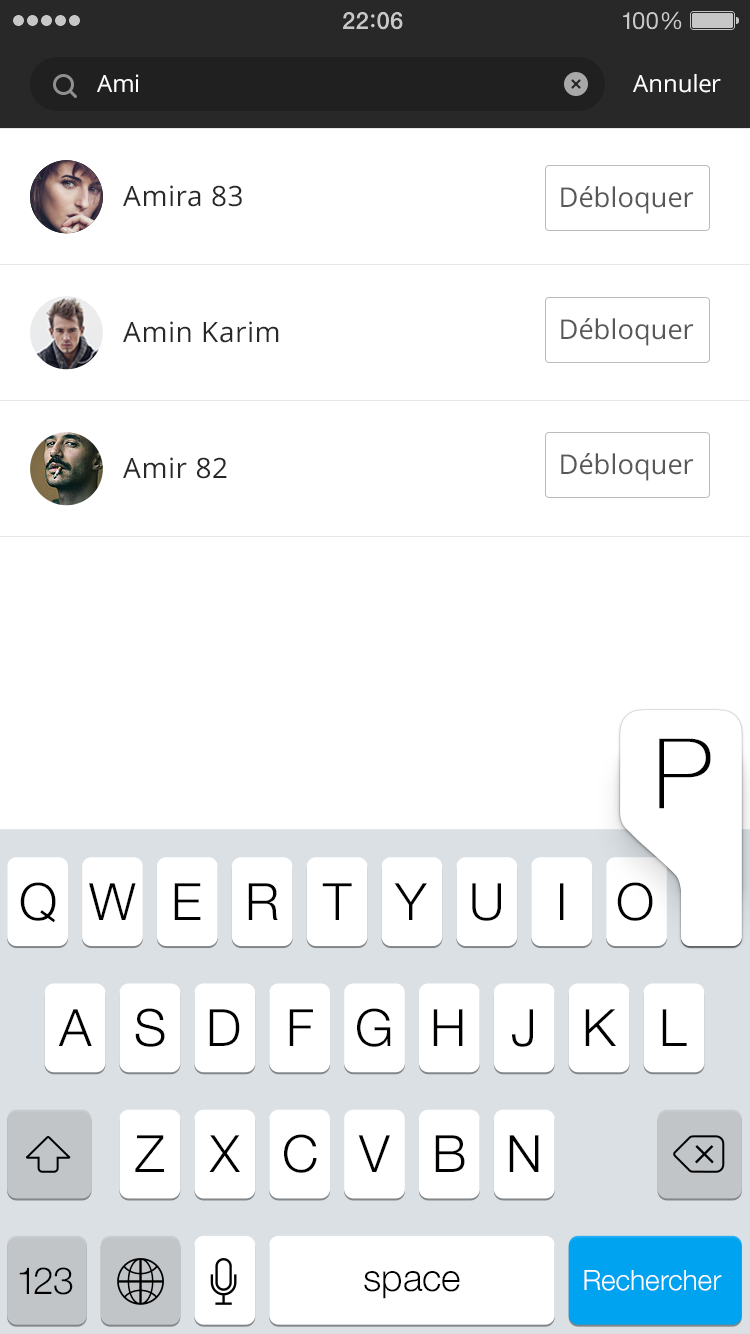 22:06 100%
Ami Annuler
Amira 83 Débloquer
Amin Karim Débloquer
Amir 82 Débloquer
P
Q W E R T Y U I O
A S D F G H J K L
Z X C V B N
123 space Rechercher